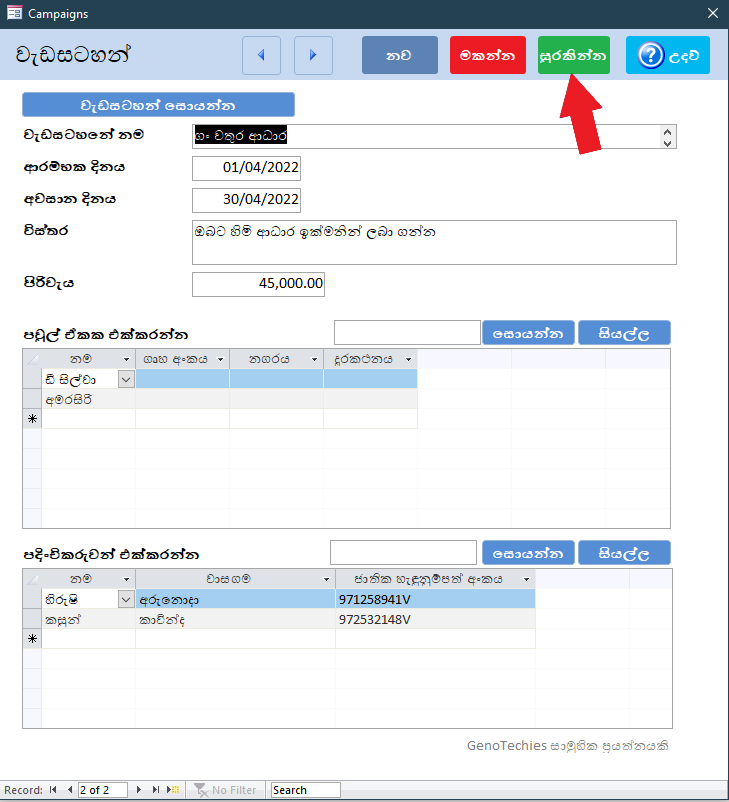 Campaigns
වැඩසටහන් නව මකන්න සුරකින්න උදව්
වැඩසටහන් සොයන්න
වැඩසටහනේ නම ගං වතුර ආධාර
ආරම්භක දිනය 01/04/2022
අවසාන දිනය 30/04/2022
විස්තර ඔබට හිමි ආධාර ඉක්මනින් ලබා ගන්න
පිරිවැය 45,000.00
පවුල් ඒකක එක්කරන්න සොයන්න සියල්ල
නම ගෘහ අංකය නගරය දුරකථනය
ඩී සිල්වා
අමරසිරි
පදිංචිකරුවන් එක්කරන්න සොයන්න සියල්ල
නම වාසගම ජාතික හැඳුනුම්පත් අංකය
හිරුෂි අරුනොදා 971258941V
කසුන් කාවින්ද 972532148V
GenoTechies සාමූහික ප්‍රයත්නයකි
Record: 2 of 2 No Filter Search